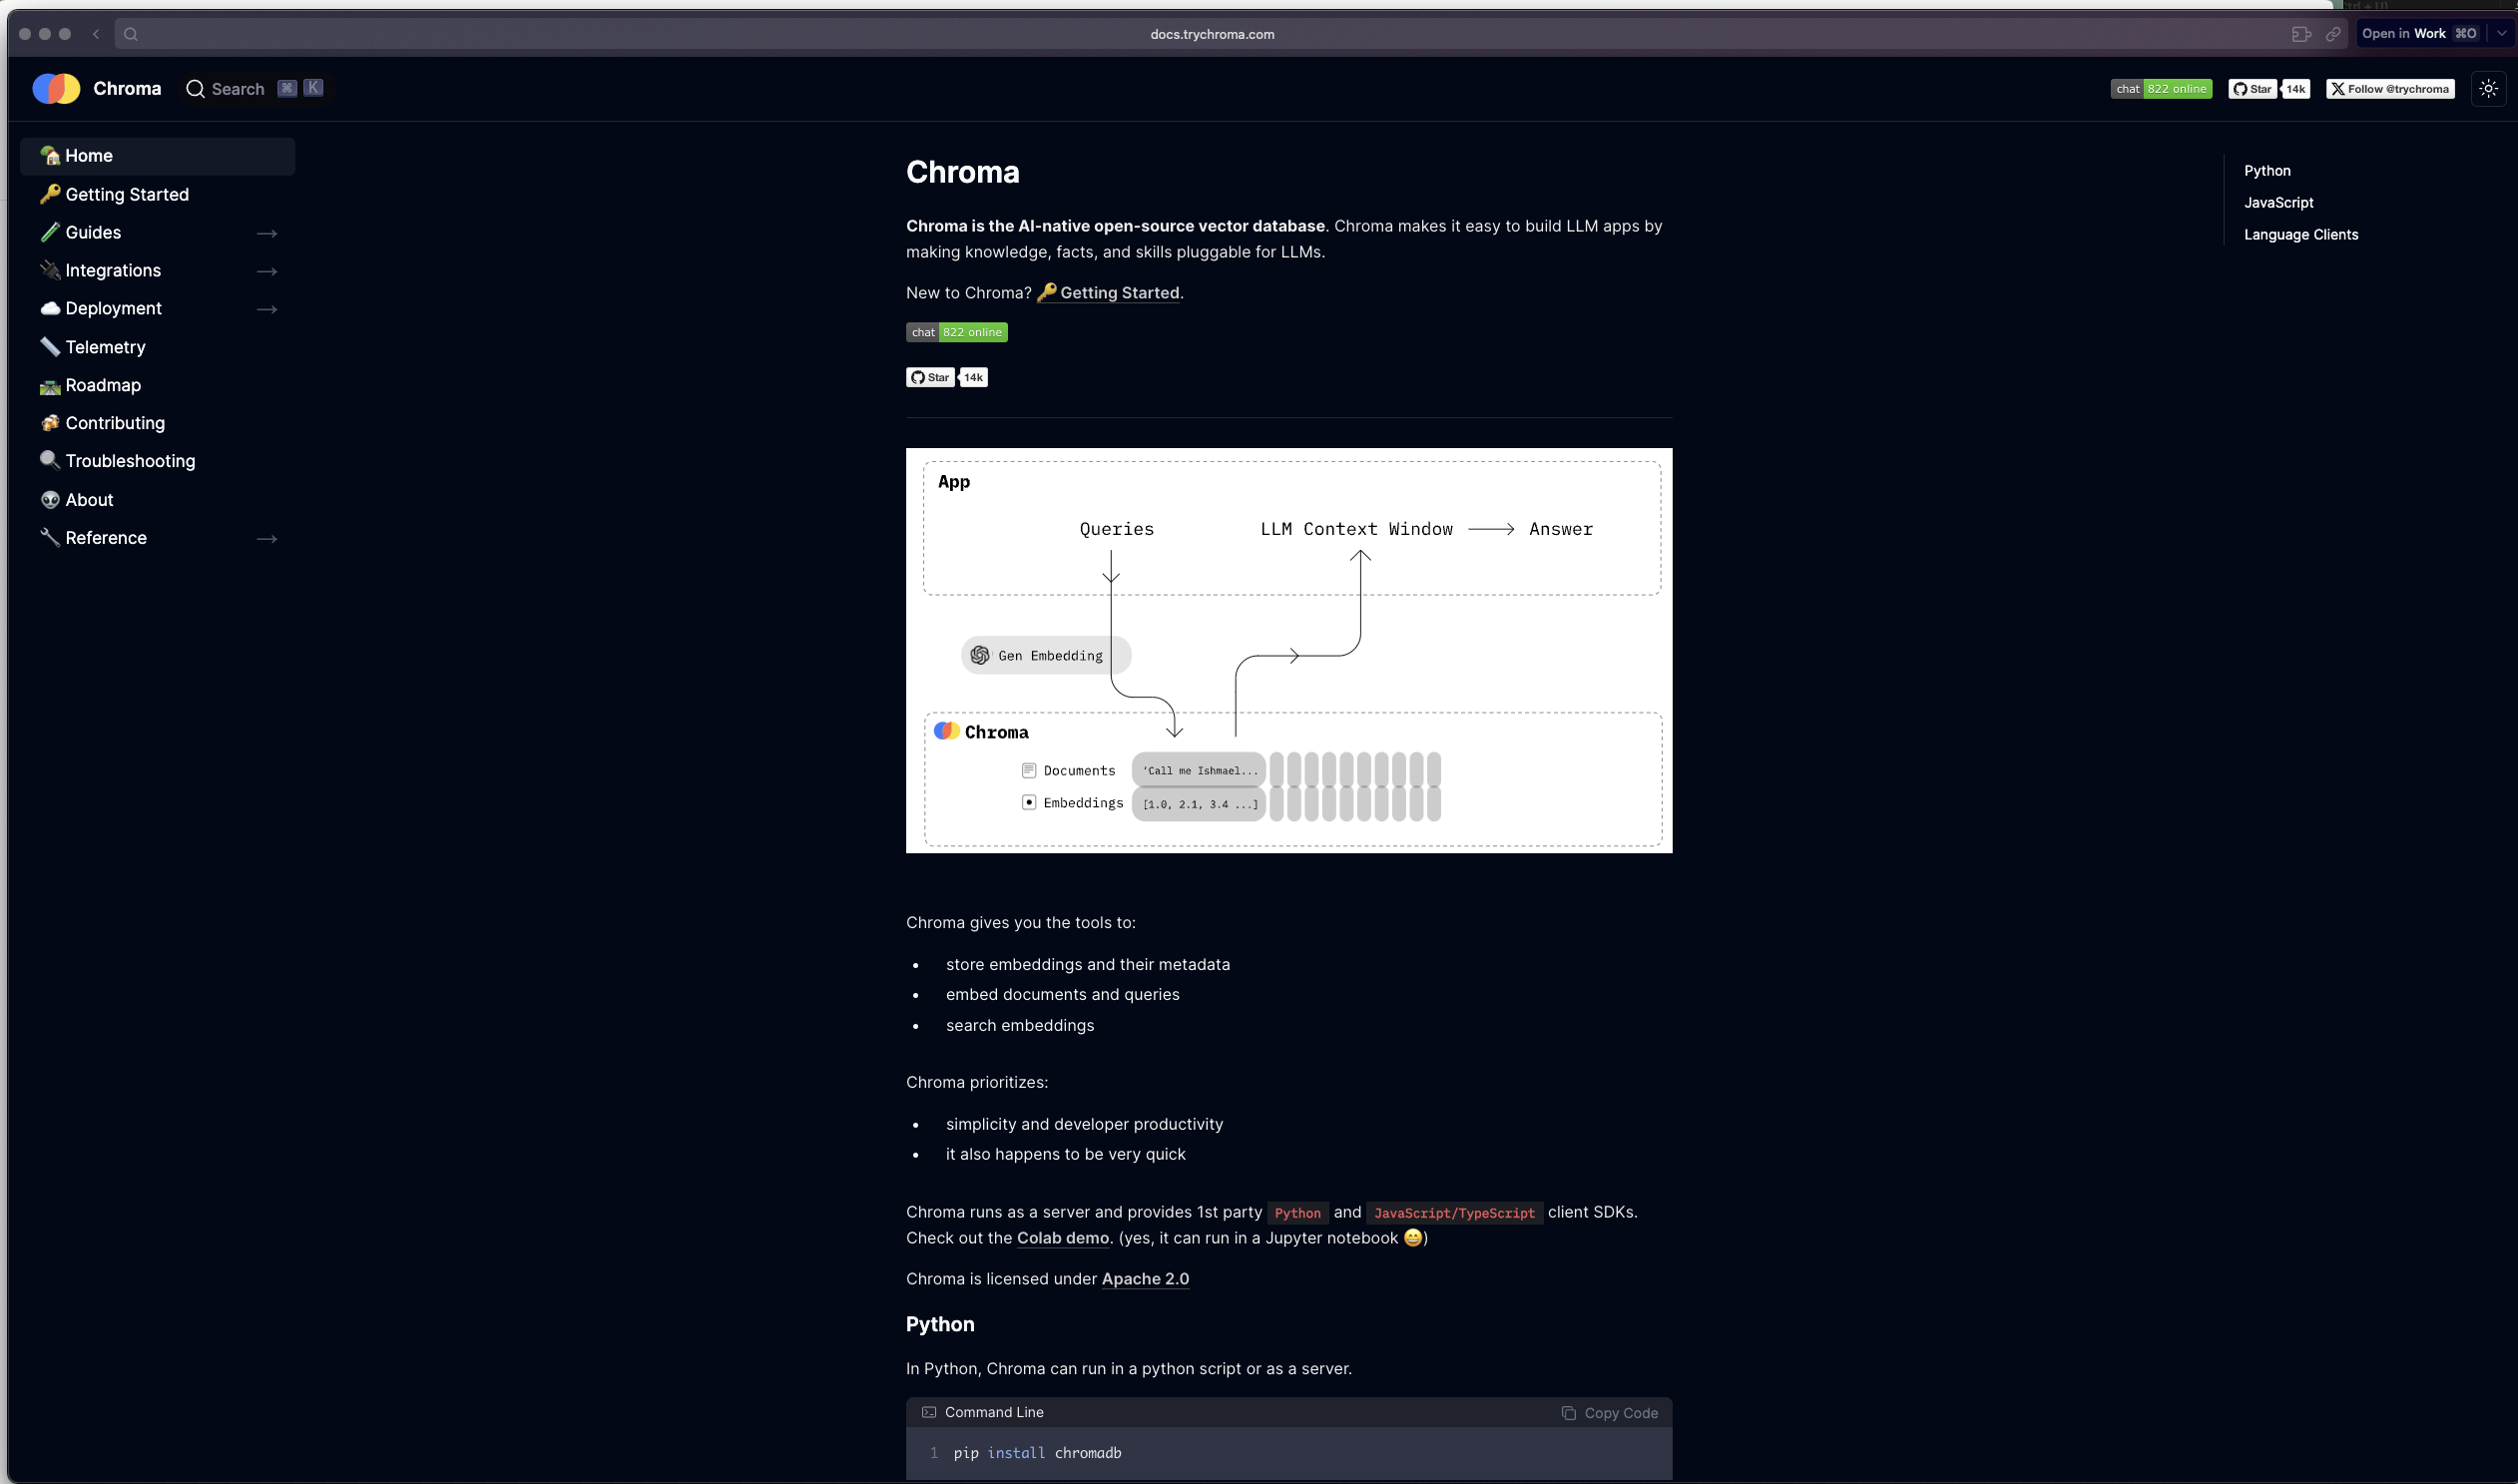 docs.trychroma.com
Open in Work ⌘O
Chroma
Search ⌘ K
chat 822 online
Star 14k
Follow @trychroma
Home
Getting Started
Guides
Integrations
Deployment
Telemetry
Roadmap
Contributing
Troubleshooting
About
Reference
Chroma
Chroma is the AI-native open-source vector database. Chroma makes it easy to build LLM apps by
making knowledge, facts, and skills pluggable for LLMs.
New to Chroma? 🔑 Getting Started.
chat 822 online
Star 14k
App
Queries
LLM Context Window
Answer
Gen Embedding
Chroma
Documents
'Call me Ishmael...
Embeddings
[1.0, 2.1, 3.4 ...]
Chroma gives you the tools to:
• store embeddings and their metadata
• embed documents and queries
• search embeddings
Chroma prioritizes:
• simplicity and developer productivity
• it also happens to be very quick
Chroma runs as a server and provides 1st party Python and JavaScript/TypeScript client SDKs.
Check out the Colab demo. (yes, it can run in a Jupyter notebook 😄)
Chroma is licensed under Apache 2.0
Python
In Python, Chroma can run in a python script or as a server.
Command Line
Copy Code
1 pip install chromadb
Python
JavaScript
Language Clients